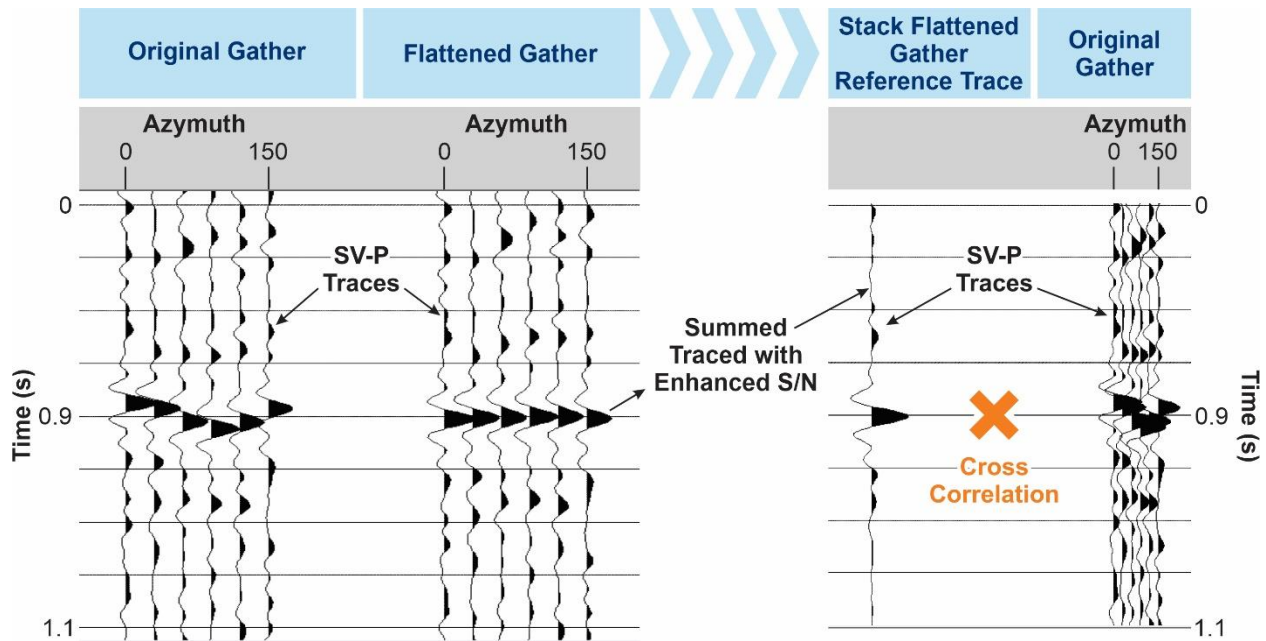 Original Gather
Flattened Gather
Stack Flattened
Gather
Reference Trace
Original
Gather
Azymuth
0
150
Azymuth
0
150
Azymuth
0
150
0
0.9
1.1
Time (s)
SV-P
Traces
Summed
Traced with
Enhanced S/N
SV-P
Traces
Cross
Correlation
0
0.9
1.1
Time (s)